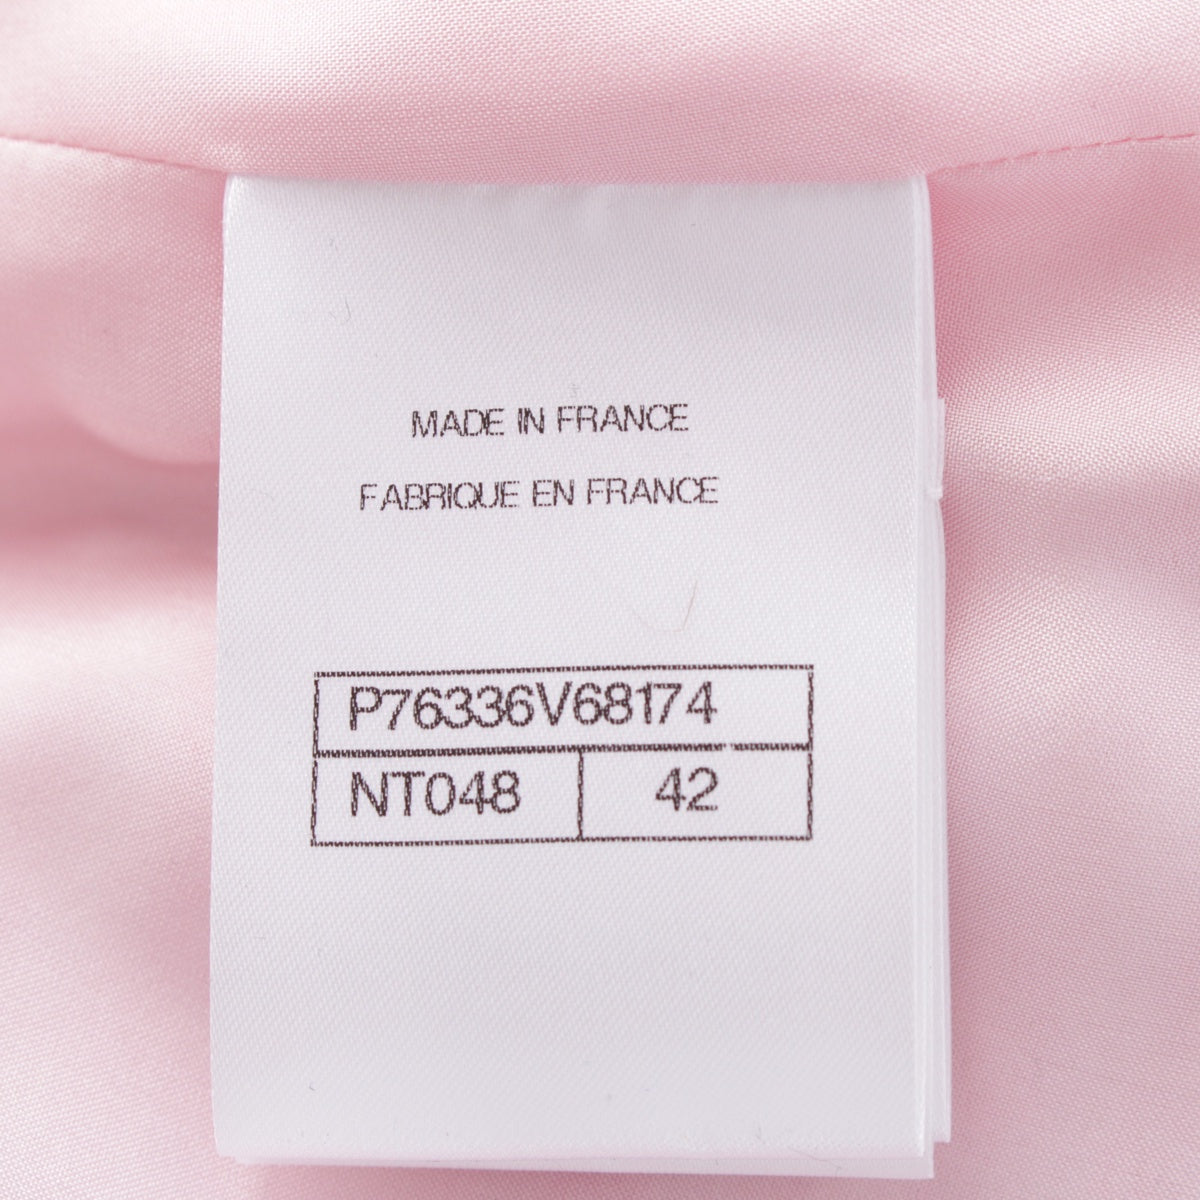 MADE IN FRANCE
FABRIQUE EN FRANCE
P76336V68174
NT048 42